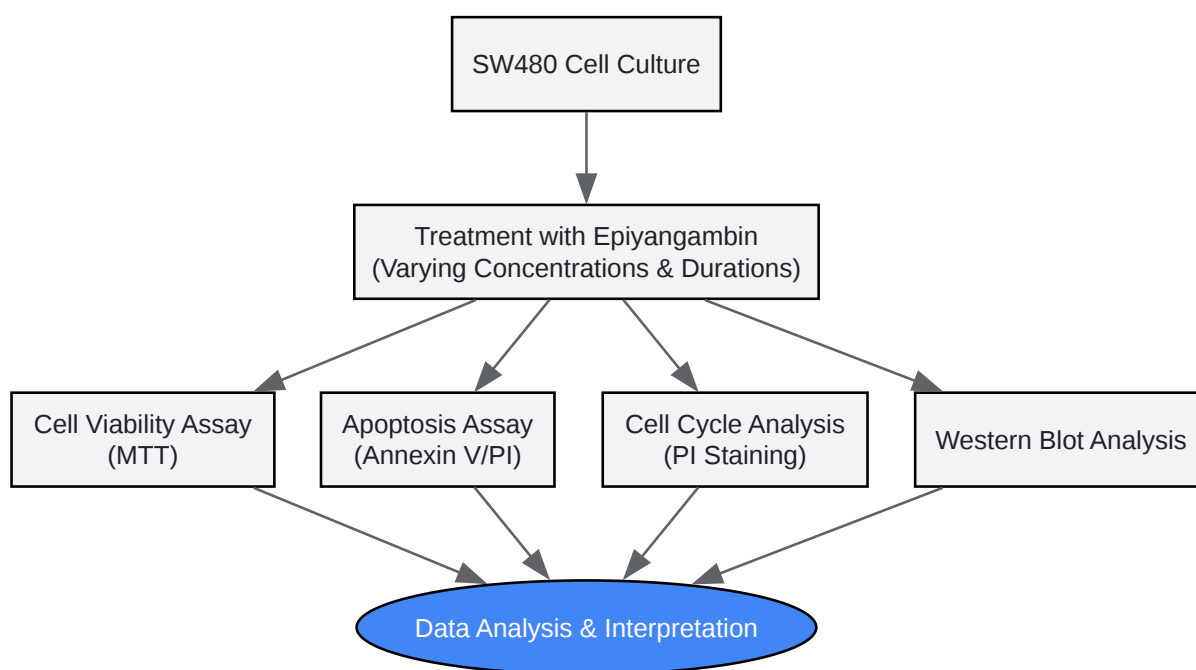 SW480 Cell Culture
Treatment with Epiyangambin
(Varying Concentrations & Durations)
Cell Viability Assay
(MTT)
Apoptosis Assay
(Annexin V/PI)
Cell Cycle Analysis
(PI Staining)
Western Blot Analysis
Data Analysis & Interpretation